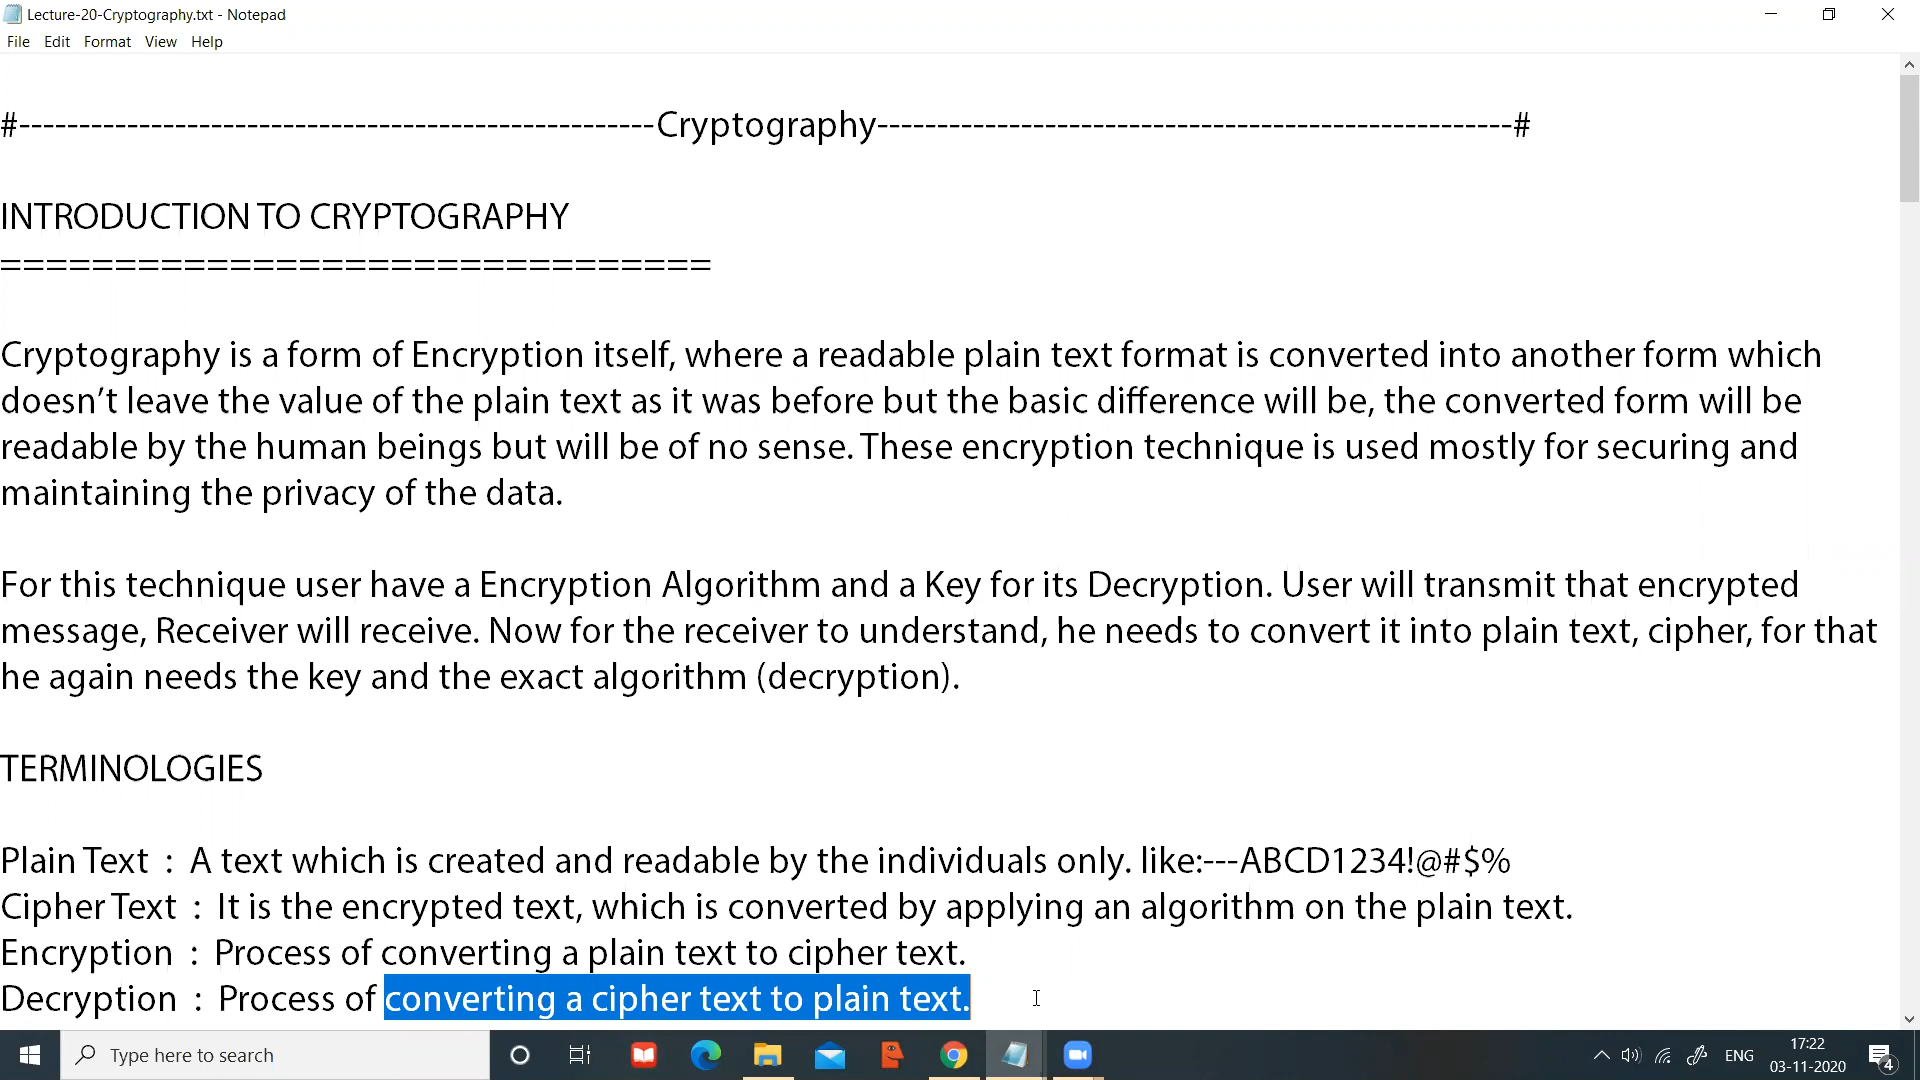 Lecture-20-Cryptography.txt - Notepad
File Edit Format View Help
#-----------------------------------------------------Cryptography-----------------------------------------------------#
INTRODUCTION TO CRYPTOGRAPHY
===============================
Cryptography is a form of Encryption itself, where a readable plain text format is converted into another form which
doesn’t leave the value of the plain text as it was before but the basic difference will be, the converted form will be
readable by the human beings but will be of no sense. These encryption technique is used mostly for securing and
maintaining the privacy of the data.
For this technique user have a Encryption Algorithm and a Key for its Decryption. User will transmit that encrypted
message, Receiver will receive. Now for the receiver to understand, he needs to convert it into plain text, cipher, for that
he again needs the key and the exact algorithm (decryption).
TERMINOLOGIES
Plain Text : A text which is created and readable by the individuals only. like:---ABCD1234!@#$%
Cipher Text : It is the encrypted text, which is converted by applying an algorithm on the plain text.
Encryption : Process of converting a plain text to cipher text.
Decryption : Process of converting a cipher text to plain text.
Type here to search
ENG
17:22
03-11-2020
4